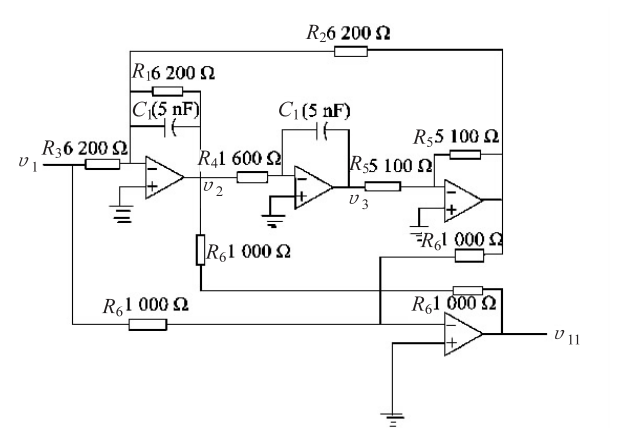 R₂6 200 Ω
R₁6 200 Ω
C₁(5 nF)
C₁(5 nF)
R₅5 100 Ω
v₁
R₃6 200 Ω
R₄1 600 Ω
R₅5 100 Ω
−
+
v₂
−
+
v₃
−
+
R₆1 000 Ω
R₆1 000 Ω
R₆1 000 Ω
R₆1 000 Ω
−
+
v₁₁